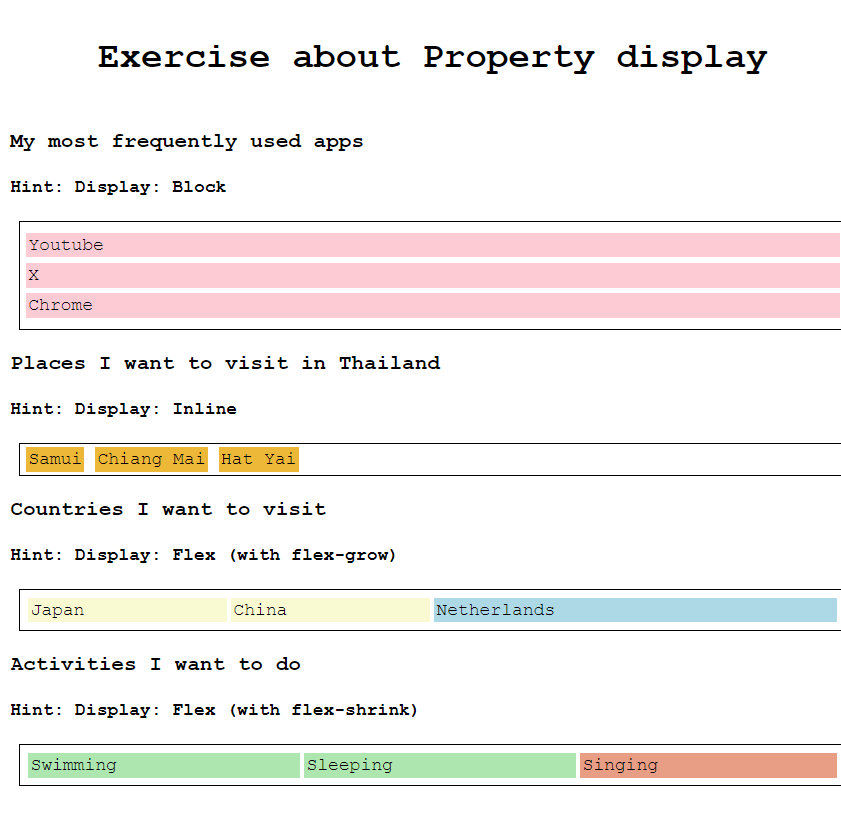 Exercise about Property display
My most frequently used apps
Hint: Display: Block
Youtube
X
Chrome
Places I want to visit in Thailand
Hint: Display: Inline
Samui Chiang Mai Hat Yai
Countries I want to visit
Hint: Display: Flex (with flex-grow)
Japan China Netherlands
Activities I want to do
Hint: Display: Flex (with flex-shrink)
Swimming Sleeping Singing